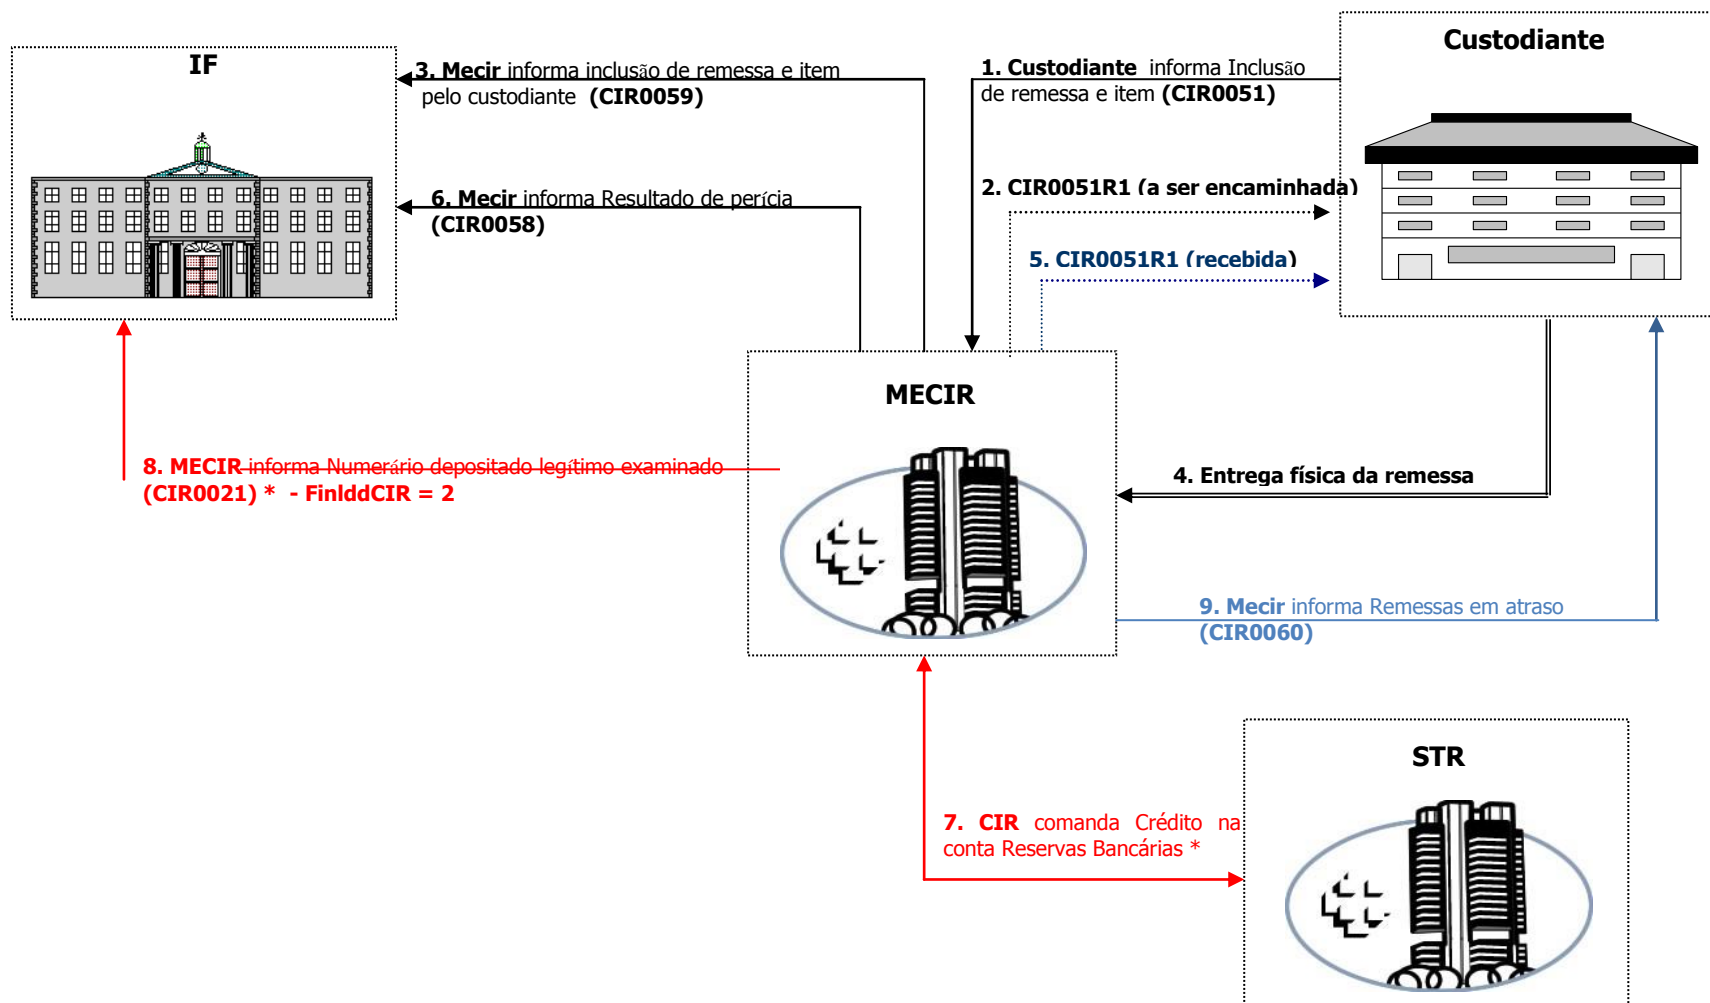 IF
Custodiante
3. Mecir informa inclusão de remessa e item
pelo custodiante (CIR0059)
1. Custodiante informa Inclusão
de remessa e item (CIR0051)
2. CIR0051R1 (a ser encaminhada)
6. Mecir informa Resultado de perícia
(CIR0058)
5. CIR0051R1 (recebida)
MECIR
8. MECIR informa Numerário depositado legítimo examinado
(CIR0021) * - FinlddCIR = 2
4. Entrega física da remessa
9. Mecir informa Remessas em atraso
(CIR0060)
STR
7. CIR comanda Crédito na
conta Reservas Bancárias *